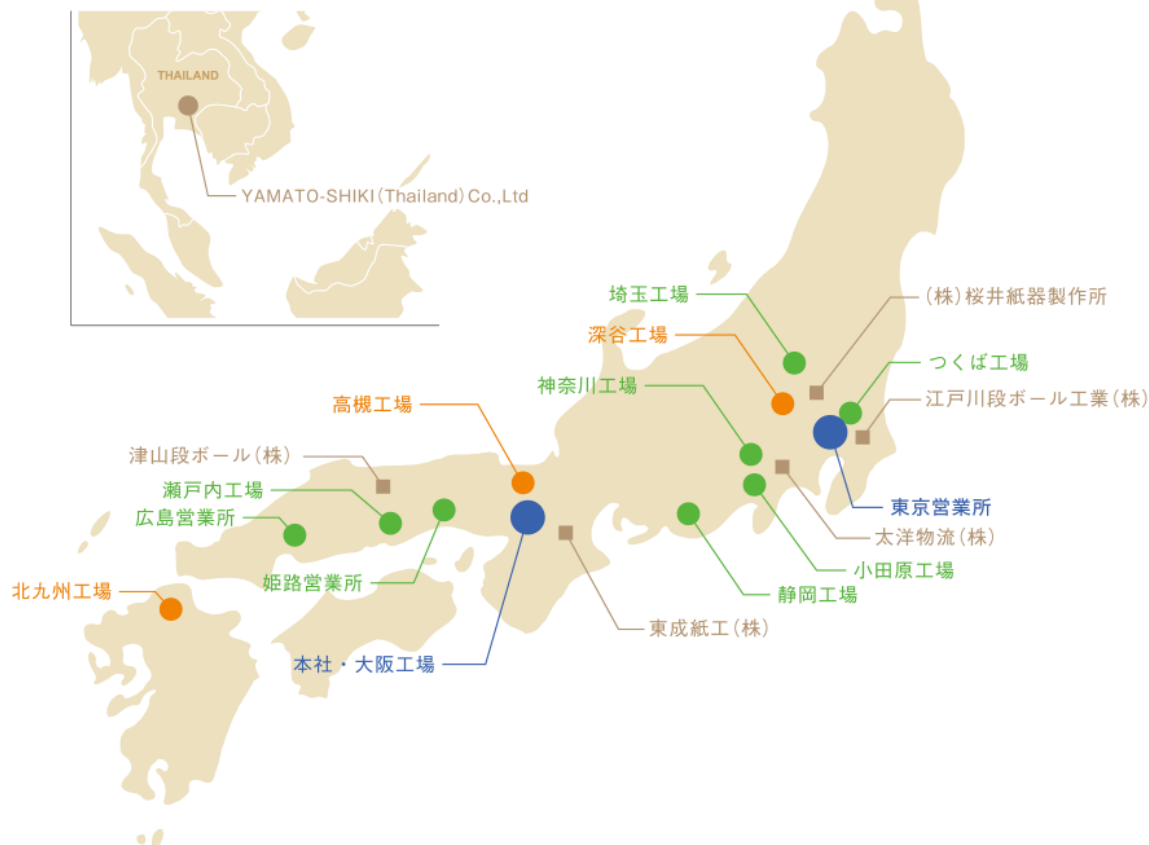 THAILAND
YAMATO-SHIKI(Thailand)Co.,Ltd
埼玉工場
(株)桜井紙器製作所
深谷工場
つくば工場
神奈川工場
江戸川段ボール工業(株)
高槻工場
津山段ボール(株)
瀬戸内工場
広島営業所
東京営業所
太洋物流(株)
小田原工場
姫路営業所
北九州工場
静岡工場
東成紙工(株)
本社・大阪工場